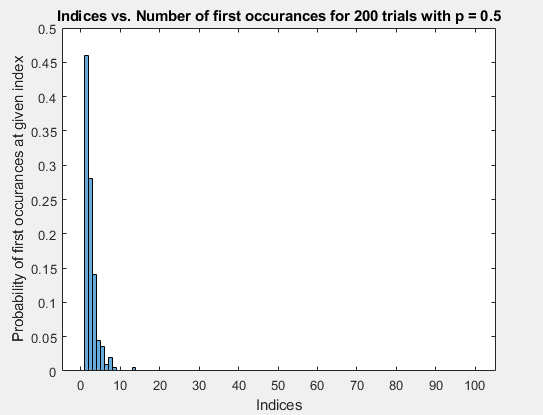 Indices vs. Number of first occurances for 200 trials with p = 0.5
Probability of first occurances at given index
0.5
0.45
0.4
0.35
0.3
0.25
0.2
0.15
0.1
0.05
0
0 10 20 30 40 50 60 70 80 90 100
Indices